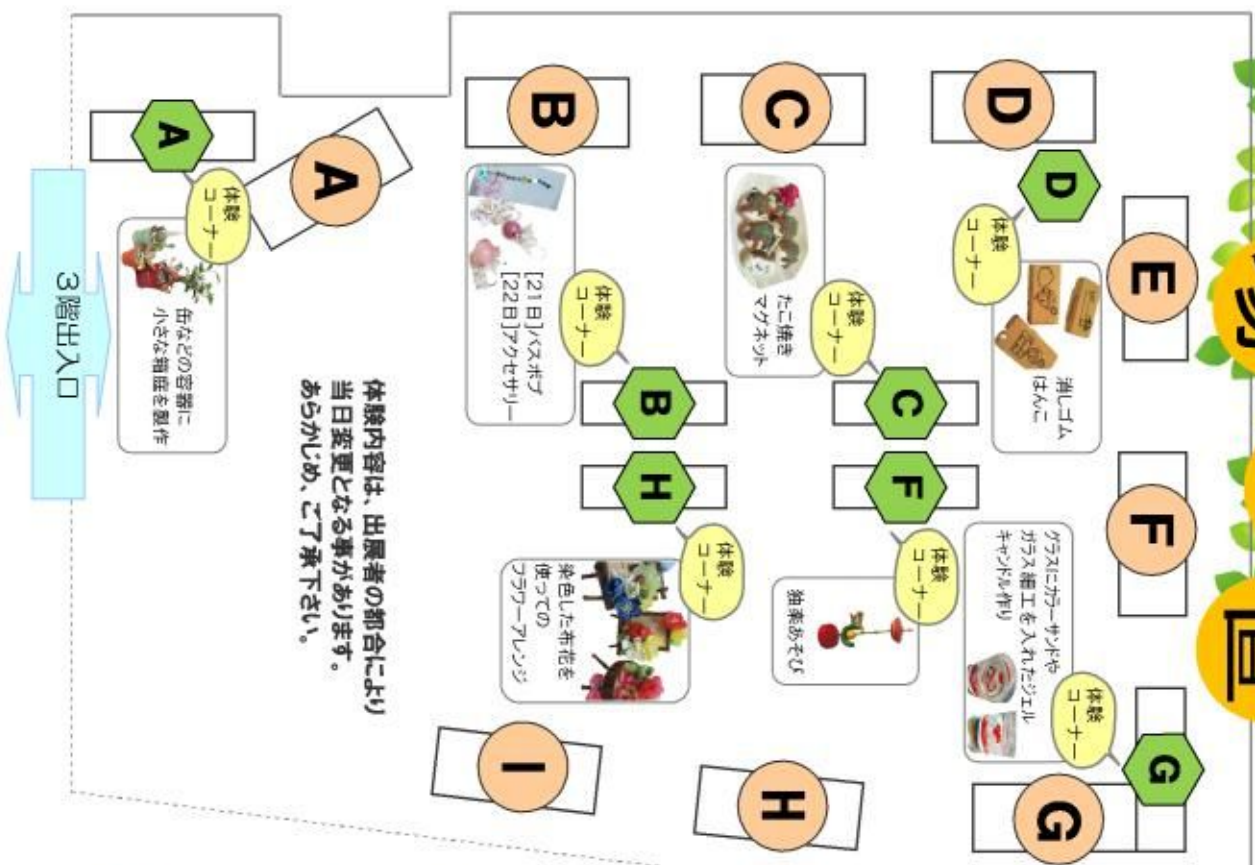 E
F
G
D
体験
コーナー
消しゴム
はんこ
グラスにカラーサンドや
ガラス細工を入れたジェル
キャンドル作り
体験
コーナー
D
G
C
F
体験
コーナー
独楽あそび
体験
コーナー
たこ焼き
マグネット
C
H
B
H
体験
コーナー
[21日]バスボブ
[22日]アクセサリー
体験
コーナー
染色した布花を
使っての
フラワーアレンジ
B
I
体験内容は、出展者の都合により
当日変更となる事があります。
あらかじめ、ご了承下さい。
A
A
体験
コーナー
缶などの容器に
小さな箱庭を製作
3階出入口